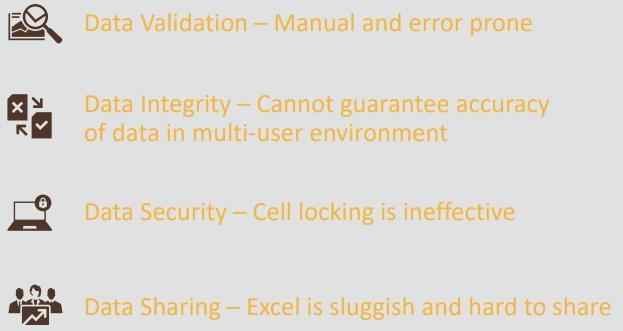 Data Validation – Manual and error prone
Data Integrity – Cannot guarantee accuracy
of data in multi-user environment
Data Security – Cell locking is ineffective
Data Sharing – Excel is sluggish and hard to share